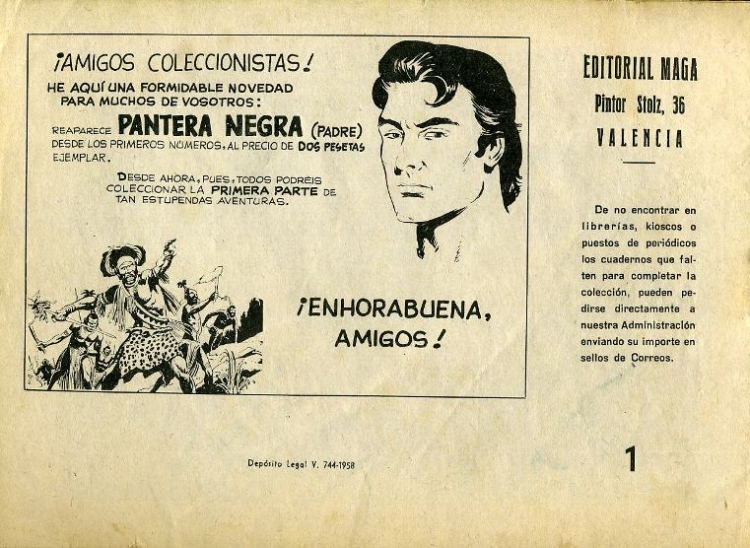 ¡AMIGOS COLECCIONISTAS!
HE AQUÍ UNA FORMIDABLE NOVEDAD
PARA MUCHOS DE VOSOTROS:
REAPARECE PANTERA NEGRA (PADRE)
DESDE LOS PRIMEROS NÚMEROS, AL PRECIO DE DOS PESETAS
EJEMPLAR.
DESDE AHORA, PUES, TODOS PODRÉIS
COLECCIONAR LA PRIMERA PARTE DE
TAN ESTUPENDAS AVENTURAS.
¡ENHORABUENA,
AMIGOS!
EDITORIAL MAGA
Pintor Stolz, 36
VALENCIA
De no encontrar en
librerías, kioscos o
puestos de periódicos
los cuadernos que fal-
ten para completar la
colección, pueden pe-
dirse directamente a
nuestra Administración
enviando su importe en
sellos de Correos.
Depósito Legal V. 744-1958
1